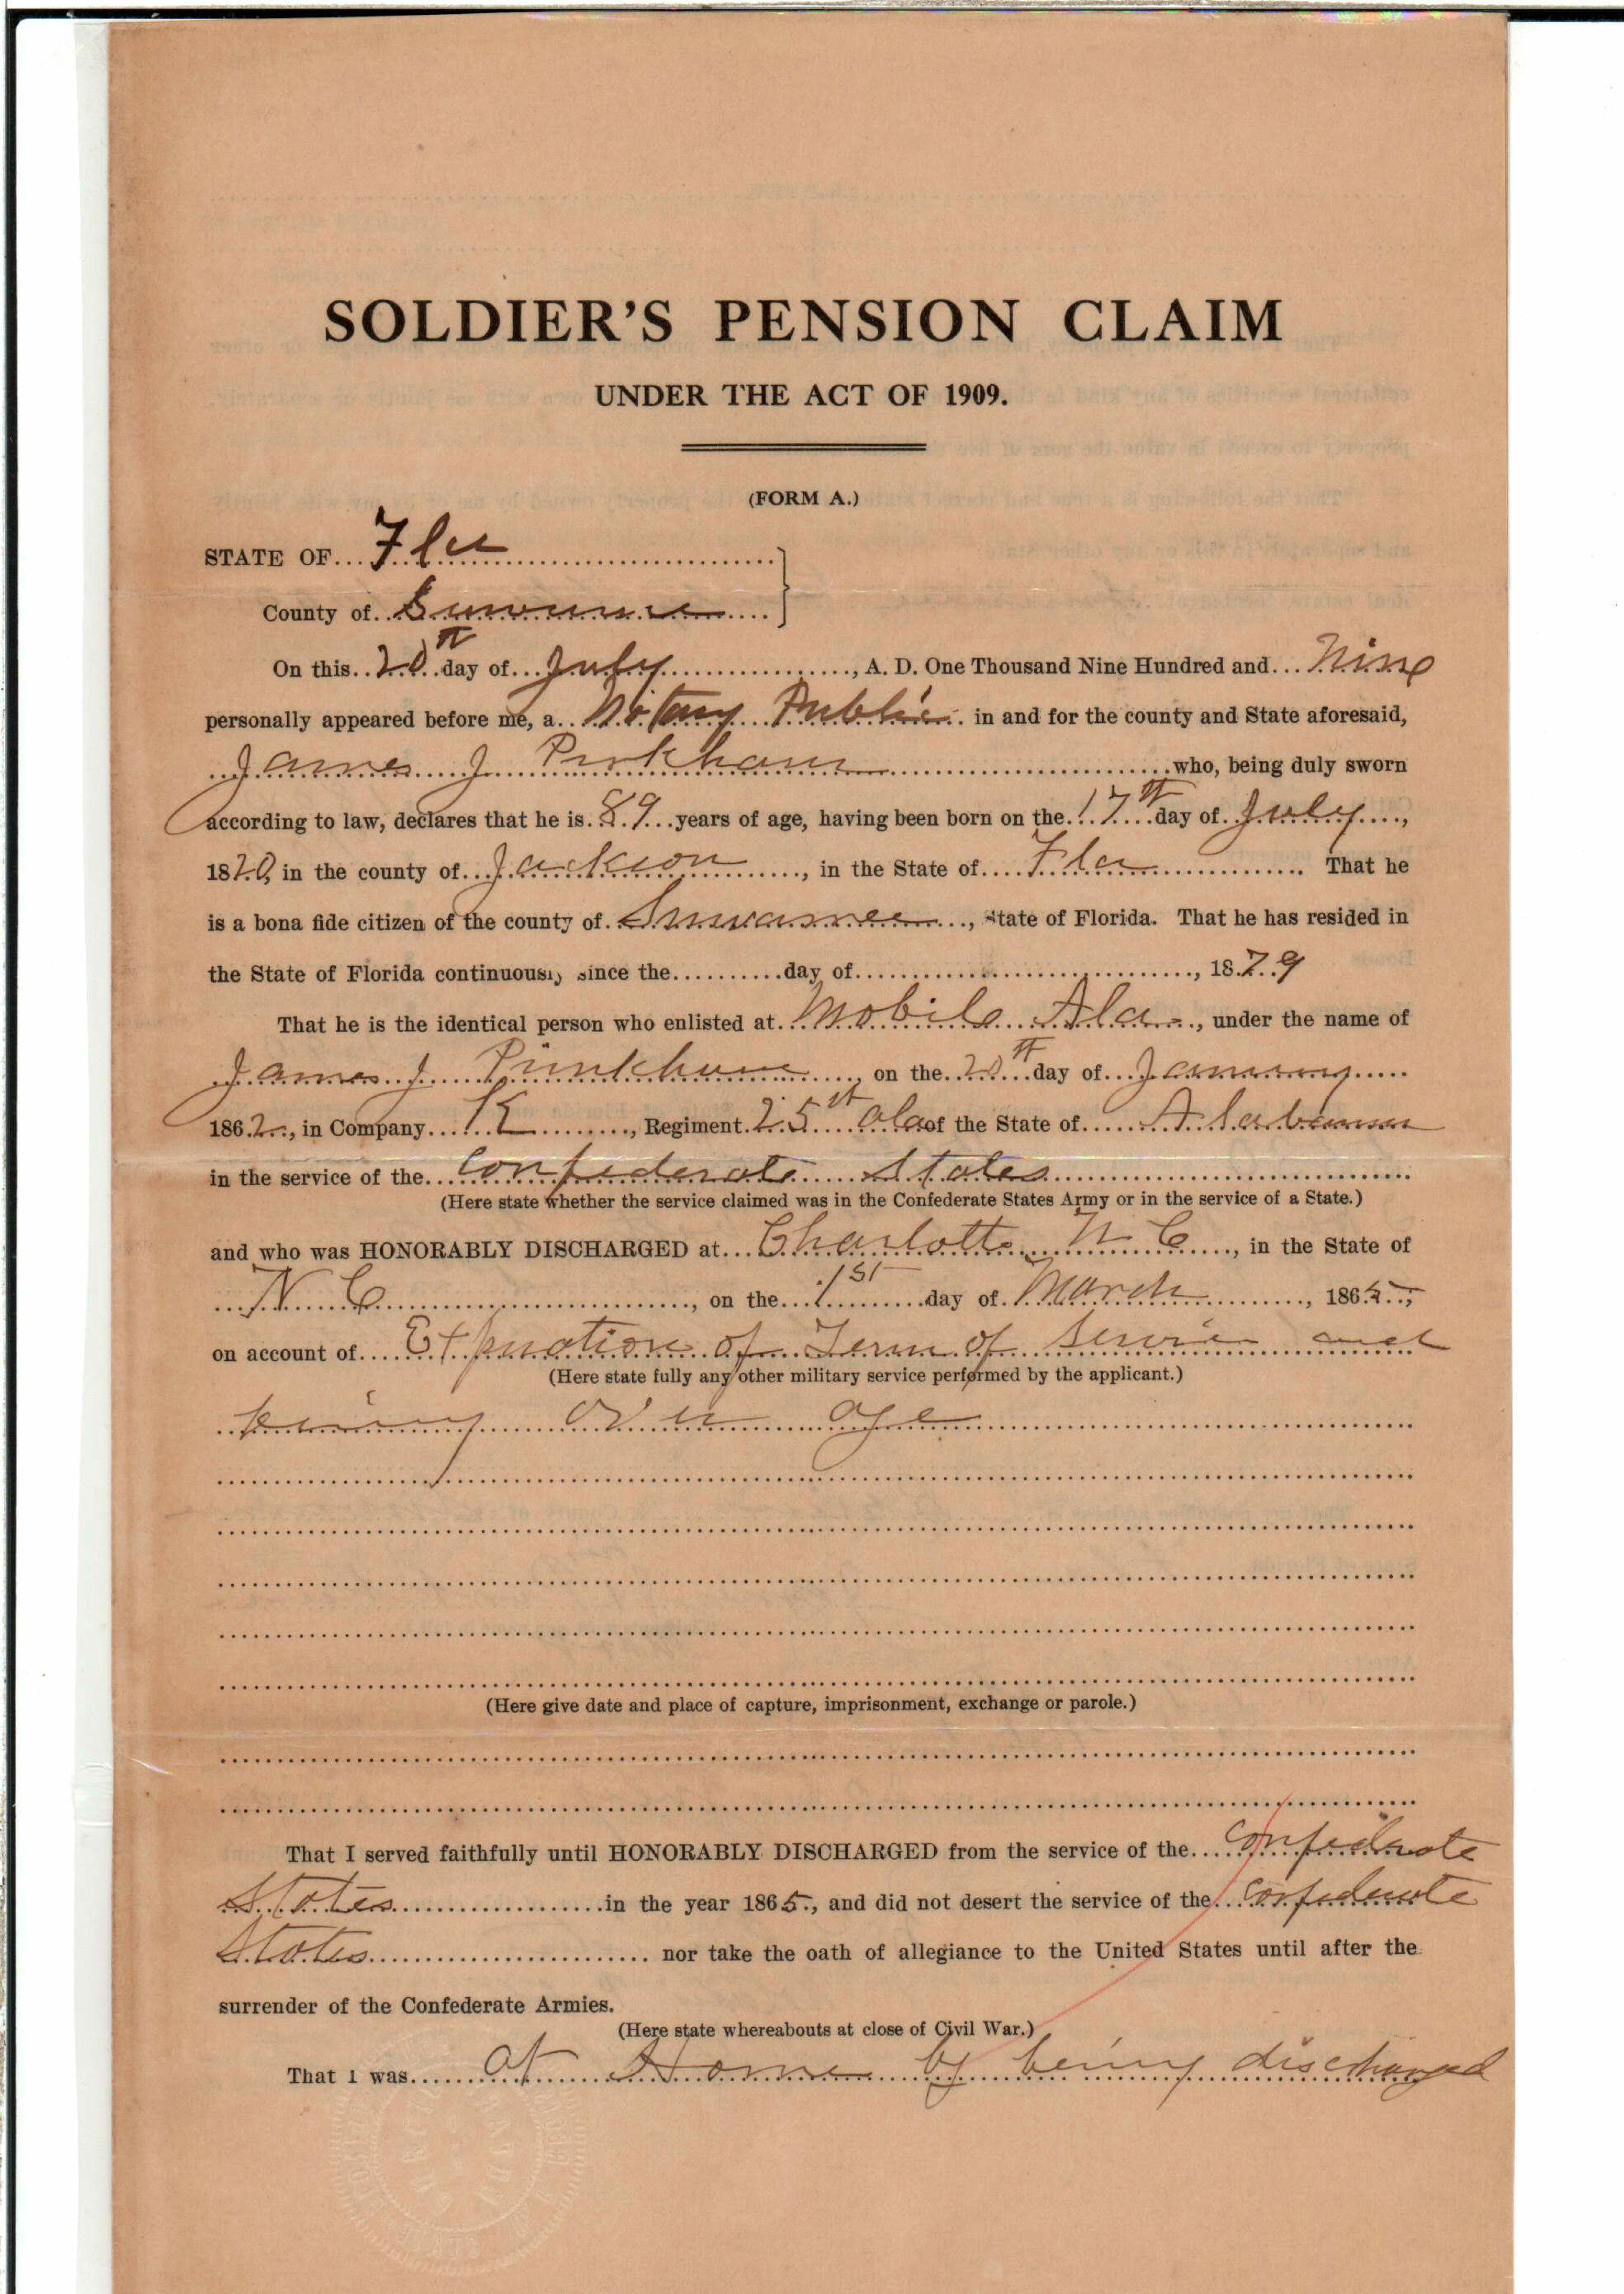 SOLDIER'S PENSION CLAIM
UNDER THE ACT OF 1909.
(FORM A.)
STATE OF Fla
County of Suwannee
On this 20th day of July, A. D. One Thousand Nine Hundred and Nine
personally appeared before me, a Notary Public in and for the county and State aforesaid,
James J. who, being duly sworn
according to law, declares that he is 89 years of age, having been born on the 17th day of July,
1820, in the county of Jackson, in the State of Fla. That he
is a bona fide citizen of the county of Suwannee, State of Florida. That he has resided in
the State of Florida continuously since the day of , 1879
That he is the identical person who enlisted at Mobile Ala, under the name of
James J. on the 20th day of January
1862, in Company K, Regiment 25th Ala of the State of Alabama
in the service of the Confederate States
(Here state whether the service claimed was in the Confederate States Army or in the service of a State.)
and who was HONORABLY DISCHARGED at Charlotte N C, in the State of
N C, on the 1st day of March, 1865,
on account of Expiration of Term of Service and
(Here state fully any other military service performed by the applicant.)
being over age
(Here give date and place of capture, imprisonment, exchange or parole.)
That I served faithfully until HONORABLY DISCHARGED from the service of the Confederate
States in the year 1865, and did not desert the service of the Confederate
States nor take the oath of allegiance to the United States until after the
surrender of the Confederate Armies.
(Here state whereabouts at close of Civil War.)
That I was at Home by being discharged